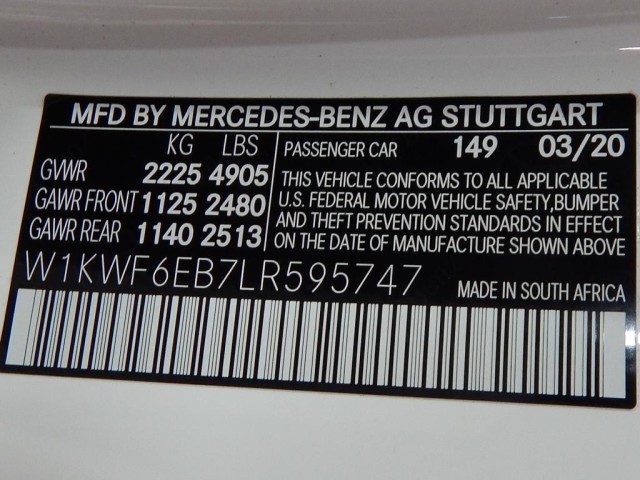 MFD BY MERCEDES-BENZ AG STUTTGART
KG LBS
GVWR 2225 4905
GAWR FRONT 1125 2480
GAWR REAR 1140 2513
PASSENGER CAR 149 03/20
THIS VEHICLE CONFORMS TO ALL APPLICABLE
U.S. FEDERAL MOTOR VEHICLE SAFETY,BUMPER
AND THEFT PREVENTION STANDARDS IN EFFECT
ON THE DATE OF MANUFACTURE SHOWN ABOVE
W1KWF6EB7LR595747
MADE IN SOUTH AFRICA